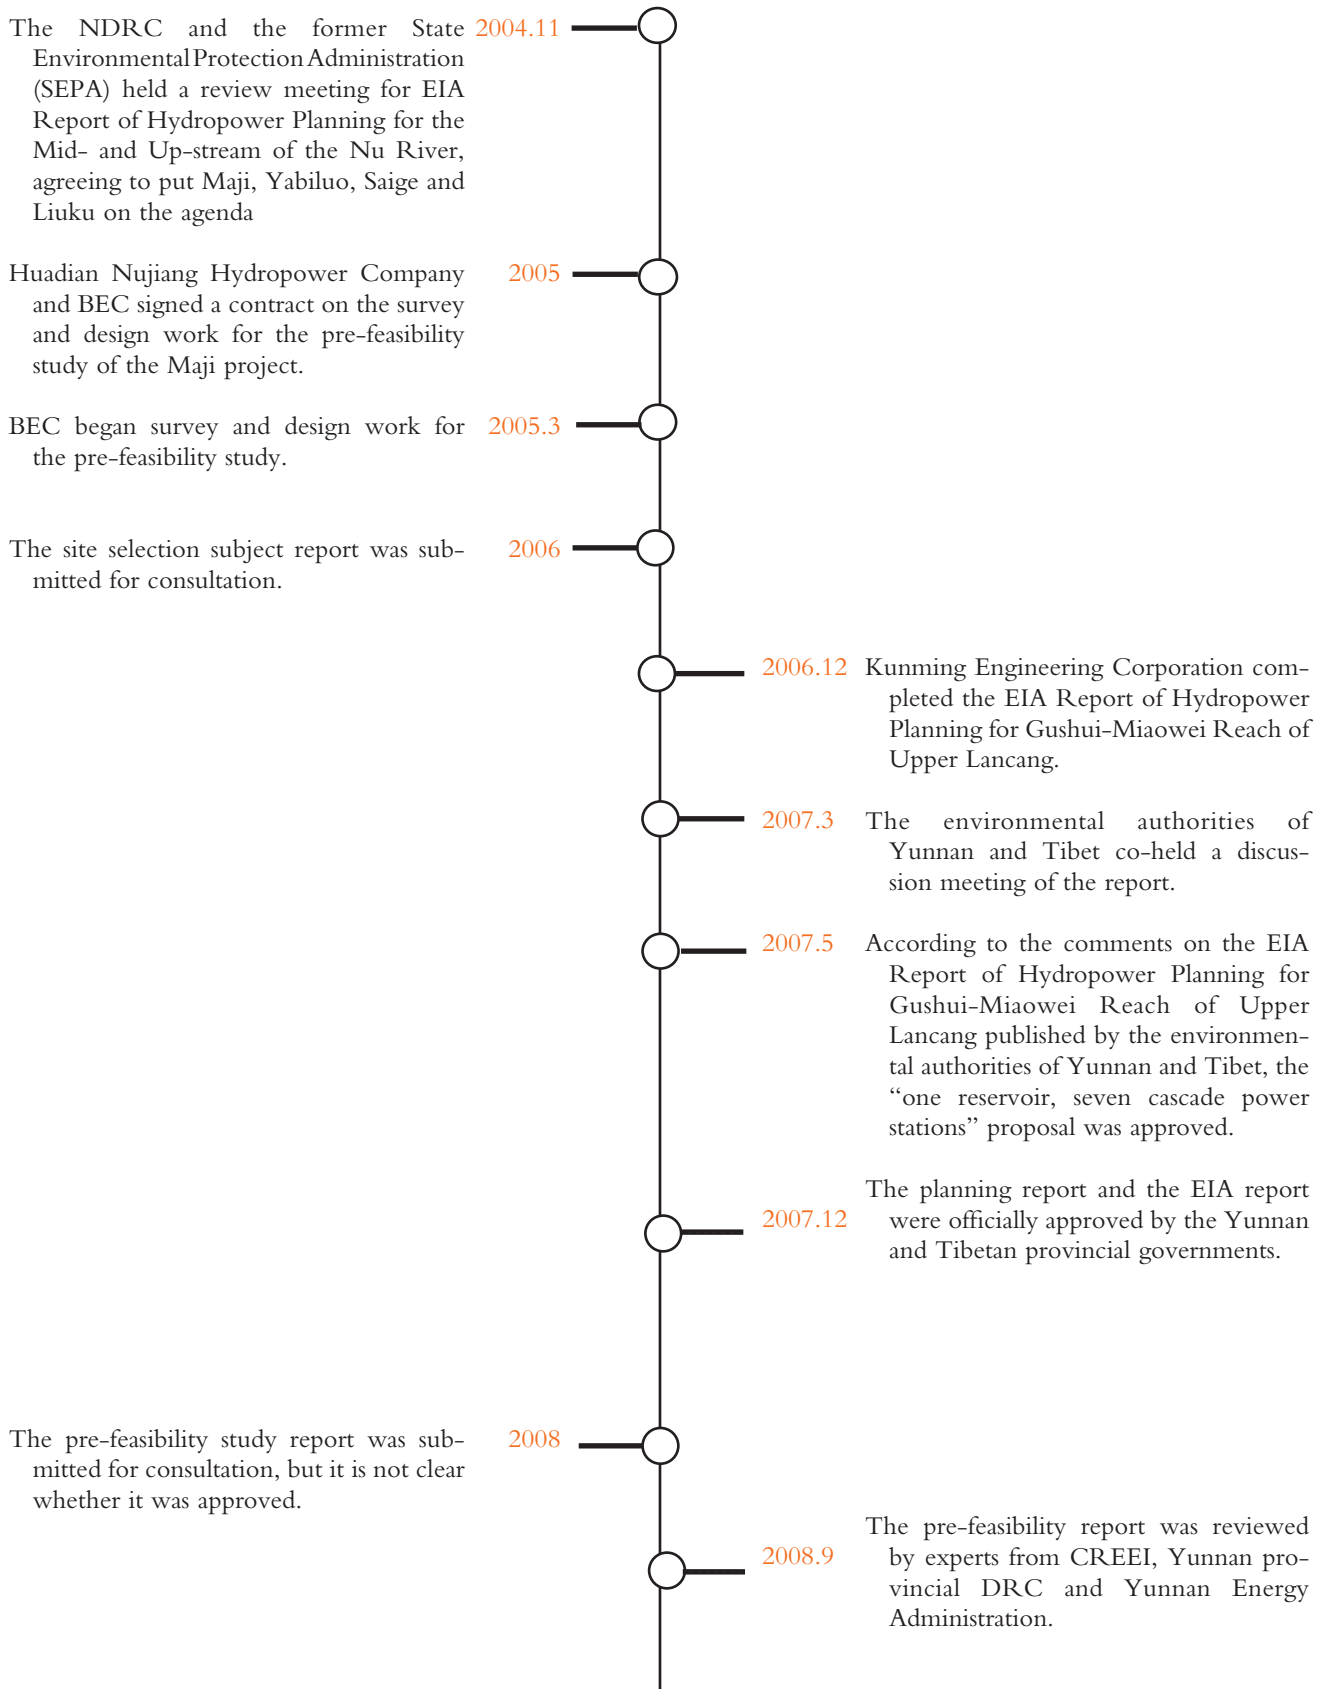 The NDRC and the former State
Environmental Protection Administration
(SEPA) held a review meeting for EIA
Report of Hydropower Planning for the
Mid- and Up-stream of the Nu River,
agreeing to put Maji, Yabiluo, Saige and
Liuku on the agenda
2004.11
Huadian Nujiang Hydropower Company
and BEC signed a contract on the survey
and design work for the pre-feasibility
study of the Maji project.
2005
BEC began survey and design work for
the pre-feasibility study.
2005.3
The site selection subject report was sub-
mitted for consultation.
2006
2006.12
Kunming Engineering Corporation com-
pleted the EIA Report of Hydropower
Planning for Gushui-Miaowei Reach of
Upper Lancang.
2007.3
The environmental authorities of
Yunnan and Tibet co-held a discus-
sion meeting of the report.
2007.5
According to the comments on the EIA
Report of Hydropower Planning for
Gushui-Miaowei Reach of Upper
Lancang published by the environmen-
tal authorities of Yunnan and Tibet, the
“one reservoir, seven cascade power
stations” proposal was approved.
2007.12
The planning report and the EIA report
were officially approved by the Yunnan
and Tibetan provincial governments.
The pre-feasibility study report was sub-
mitted for consultation, but it is not clear
whether it was approved.
2008
2008.9
The pre-feasibility report was reviewed
by experts from CREEI, Yunnan pro-
vincial DRC and Yunnan Energy
Administration.